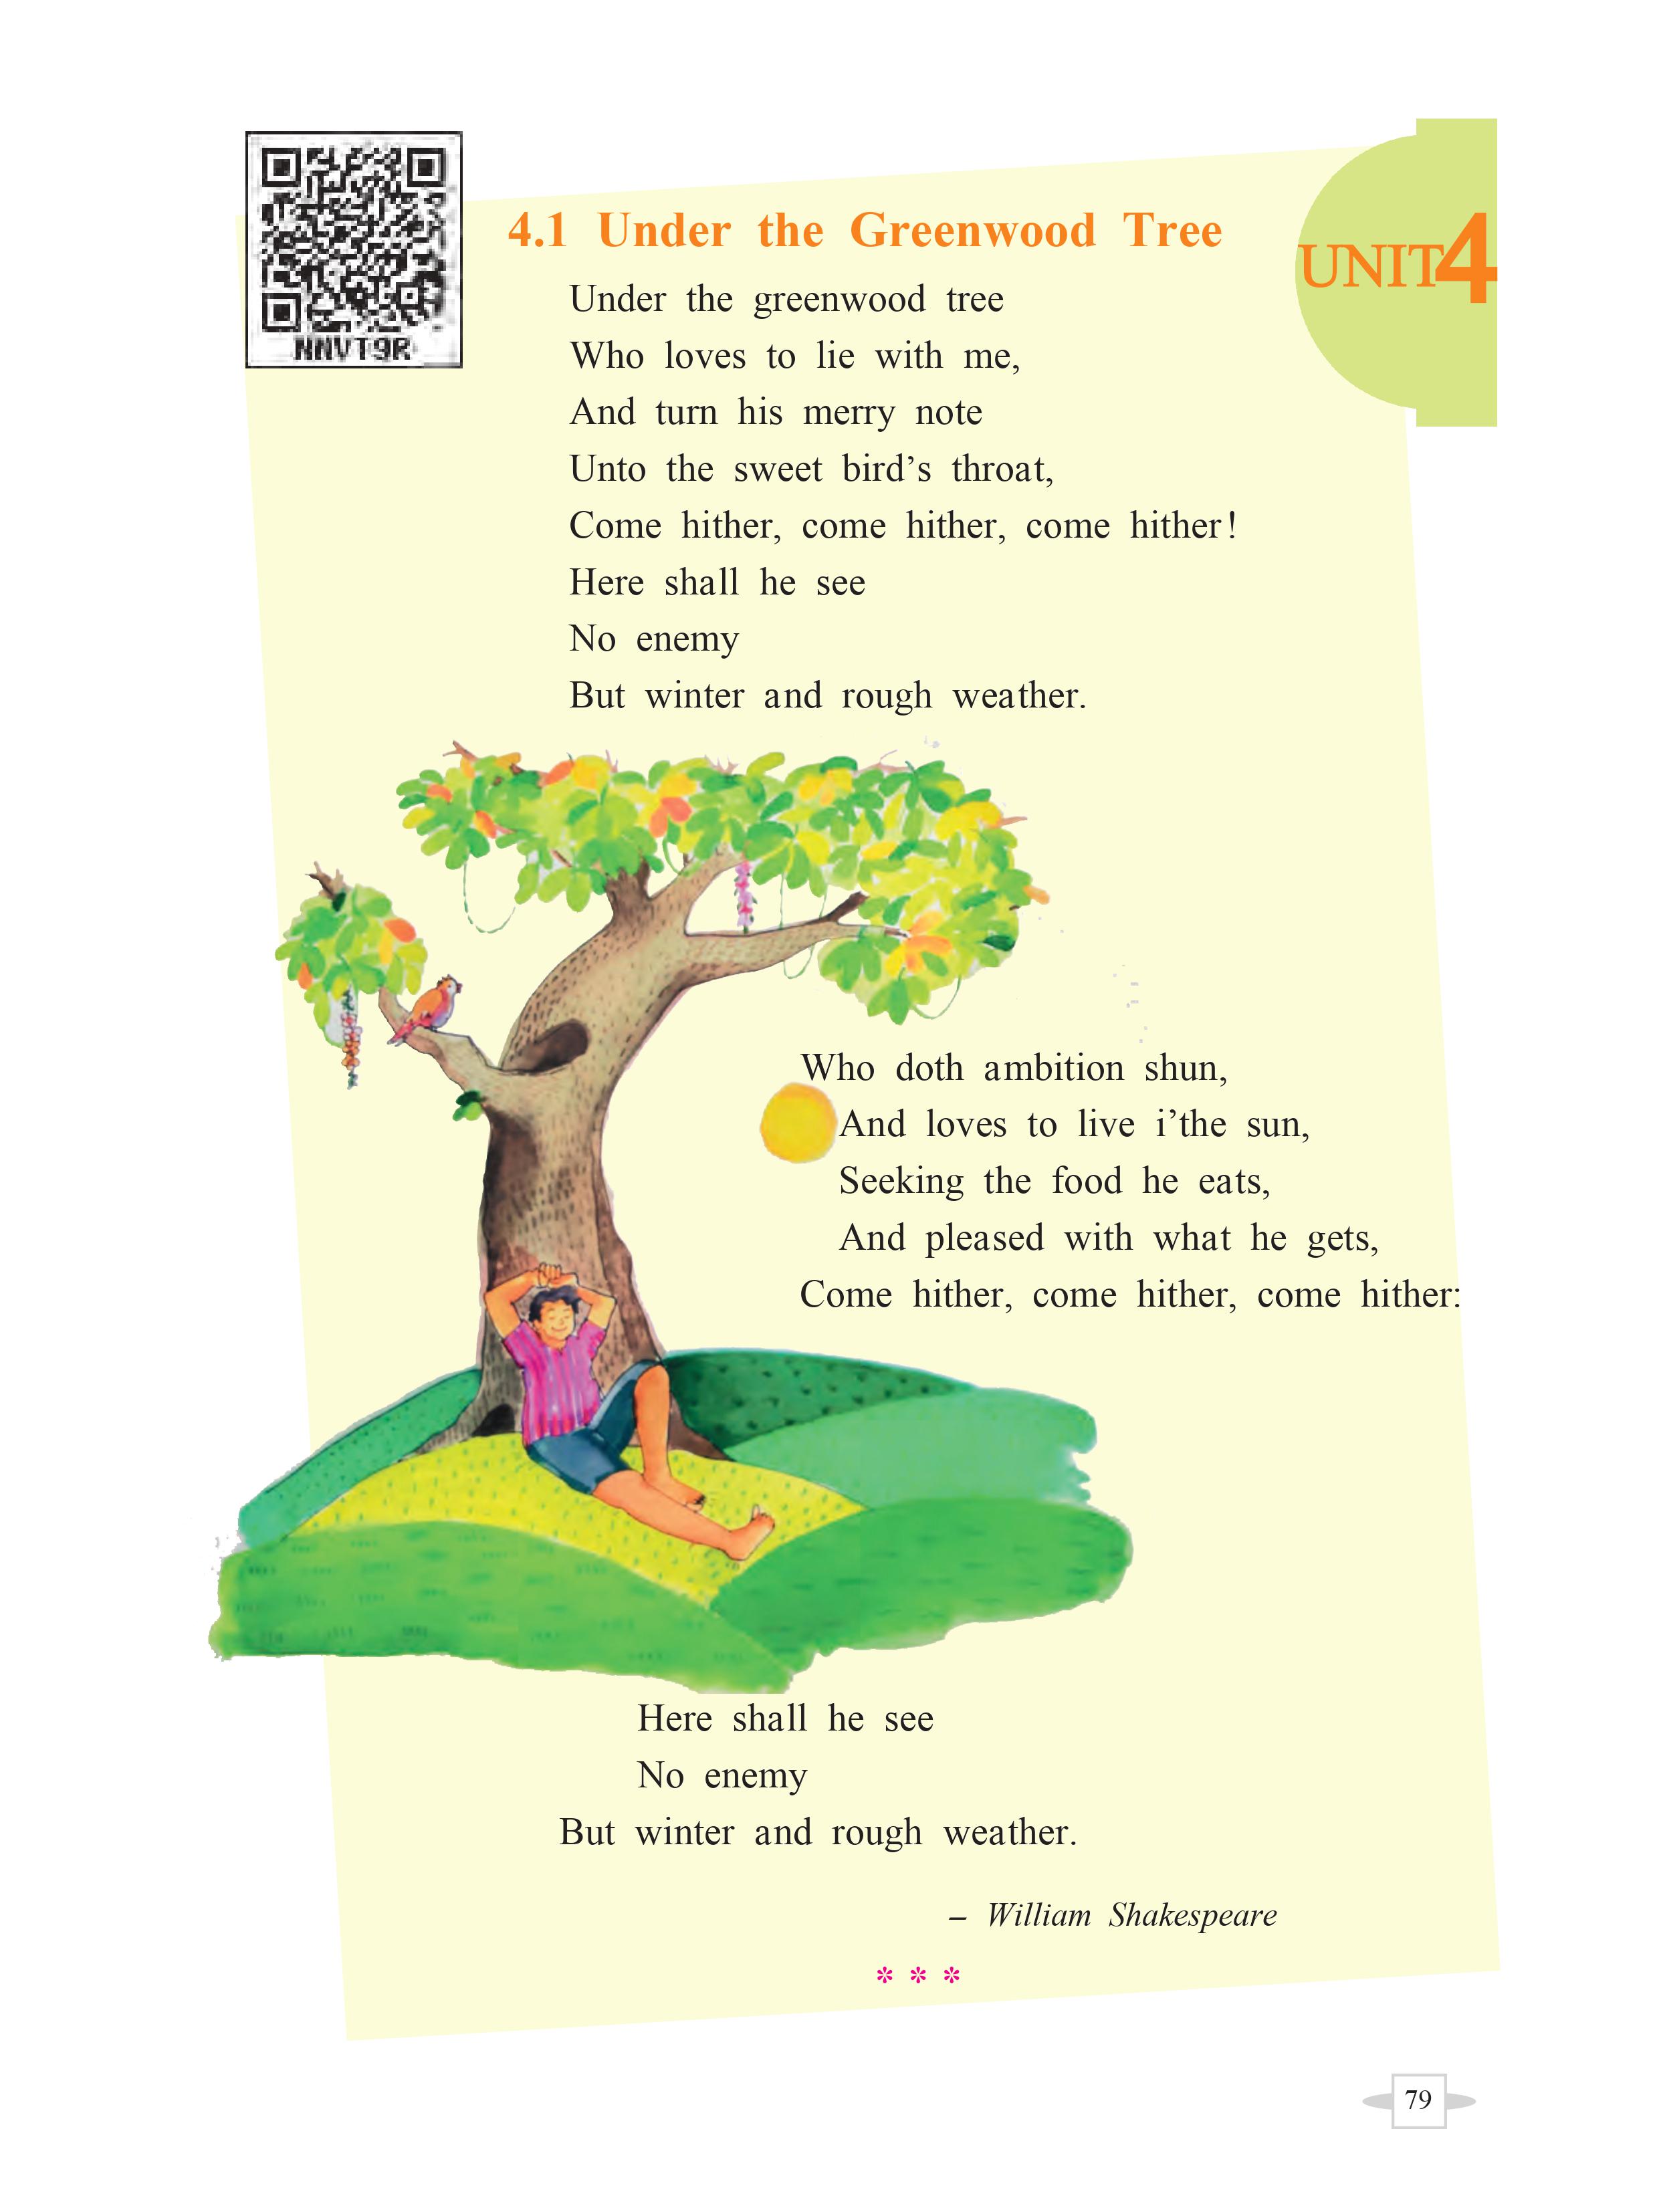 NNVT9R
4.1 Under the Greenwood Tree
UNIT4
Under the greenwood tree
Who loves to lie with me,
And turn his merry note
Unto the sweet bird’s throat,
Come hither, come hither, come hither!
Here shall he see
No enemy
But winter and rough weather.
Who doth ambition shun,
And loves to live i’the sun,
Seeking the food he eats,
And pleased with what he gets,
Come hither, come hither, come hither:
Here shall he see
No enemy
But winter and rough weather.
– William Shakespeare
* * *
79